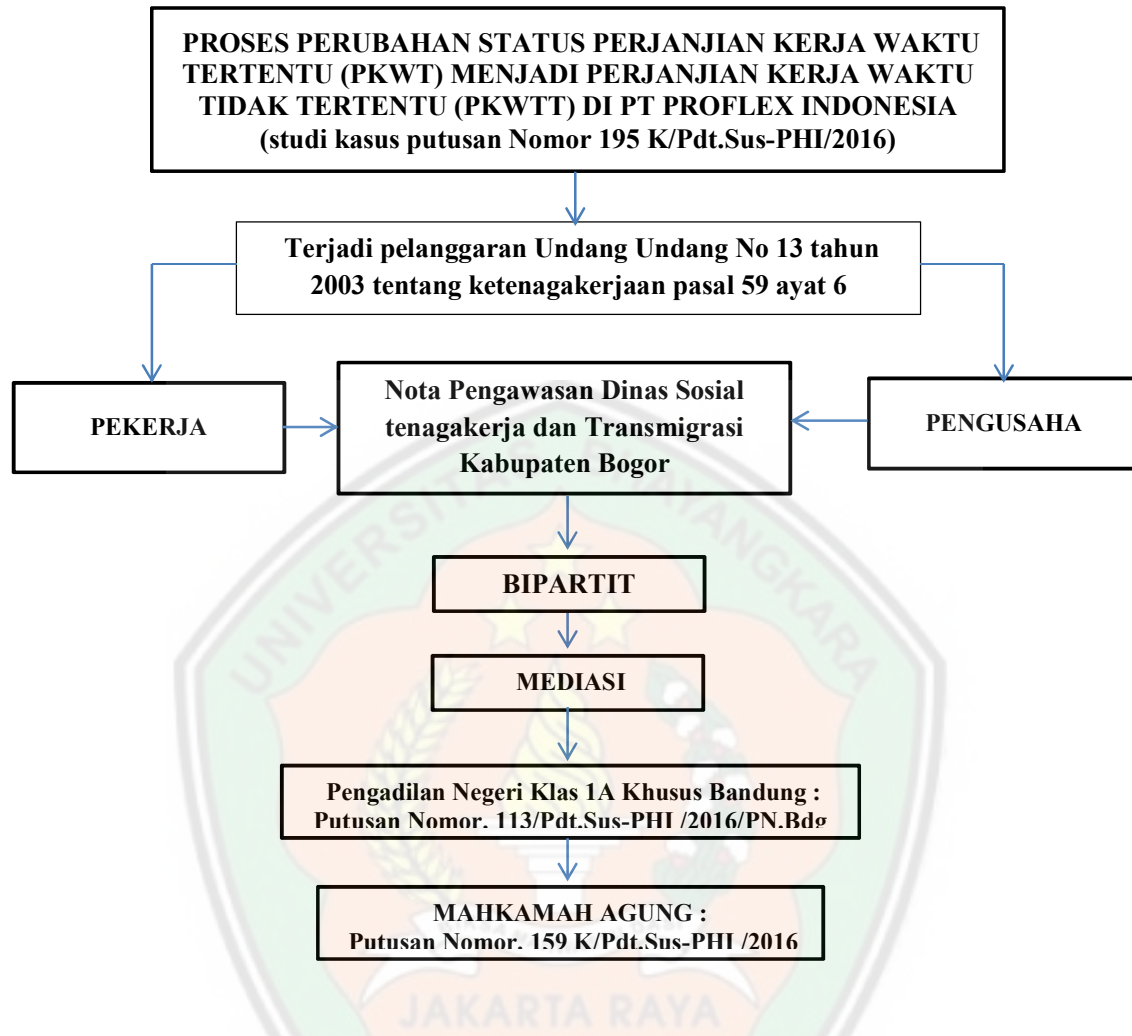 PROSES PERUBAHAN STATUS PERJANJIAN KERJA WAKTU
TERTENTU (PKWT) MENJADI PERJANJIAN KERJA WAKTU
TIDAK TERTENTU (PKWTT) DI PT PROFLEX INDONESIA
(studi kasus putusan Nomor 195 K/Pdt.Sus-PHI/2016)
Terjadi pelanggaran Undang Undang No 13 tahun
2003 tentang ketenagakerjaan pasal 59 ayat 6
PEKERJA
Nota Pengawasan Dinas Sosial
tenagakerja dan Transmigrasi
Kabupaten Bogor
PENGUSAHA
BIPARTIT
MEDIASI
Pengadilan Negeri Klas 1A Khusus Bandung :
Putusan Nomor. 113/Pdt.Sus-PHI /2016/PN.Bdg
MAHKAMAH AGUNG :
Putusan Nomor. 159 K/Pdt.Sus-PHI /2016
UNIVERSITAS BHAYANGKARA
JAKARTA RAYA